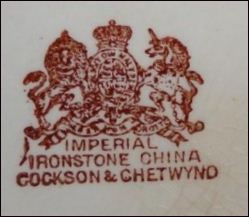 IMPERIAL
IRONSTONE CHINA
COCKSON & CHETWYND